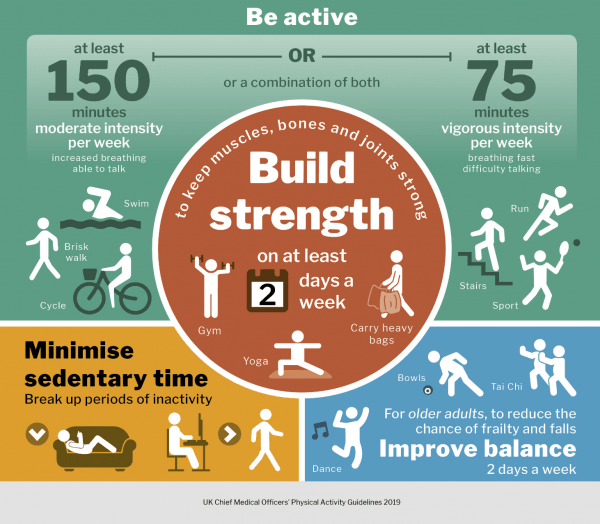 Be active
at least
150
minutes
moderate intensity
per week
increased breathing
able to talk
OR
or a combination of both
at least
75
minutes
vigorous intensity
per week
breathing fast
difficulty talking
Swim
Brisk
walk
Cycle
to keep muscles, bones and joints strong
Build
strength
on at least
2
days a
week
Gym
Yoga
Carry heavy
bags
Run
Stairs
Sport
Minimise
sedentary time
Break up periods of inactivity
Bowls
Tai Chi
For older adults, to reduce the
chance of frailty and falls
Improve balance
2 days a week
Dance
UK Chief Medical Officers' Physical Activity Guidelines 2019